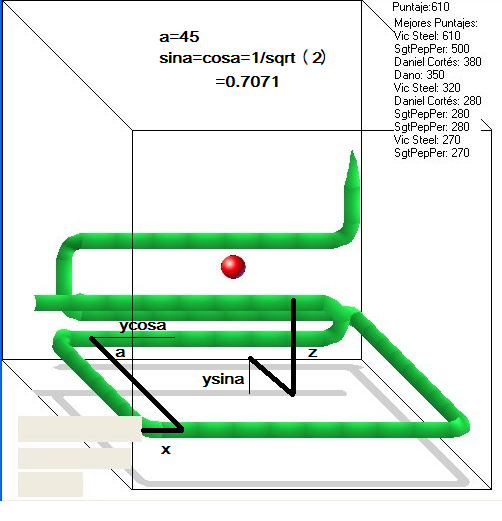 Puntaje:610
Mejores Puntajes:
Vic Steel: 610
SgtPepPer: 500
Daniel Cortés: 380
Dano: 350
Vic Steel: 320
Daniel Cortés: 280
SgtPepPer: 280
SgtPepPer: 280
Vic Steel: 270
SgtPepPer: 270
a=45
sina=cosa=1/sqrt（2）
=0.7071
ycosa
a
z
ysina
x